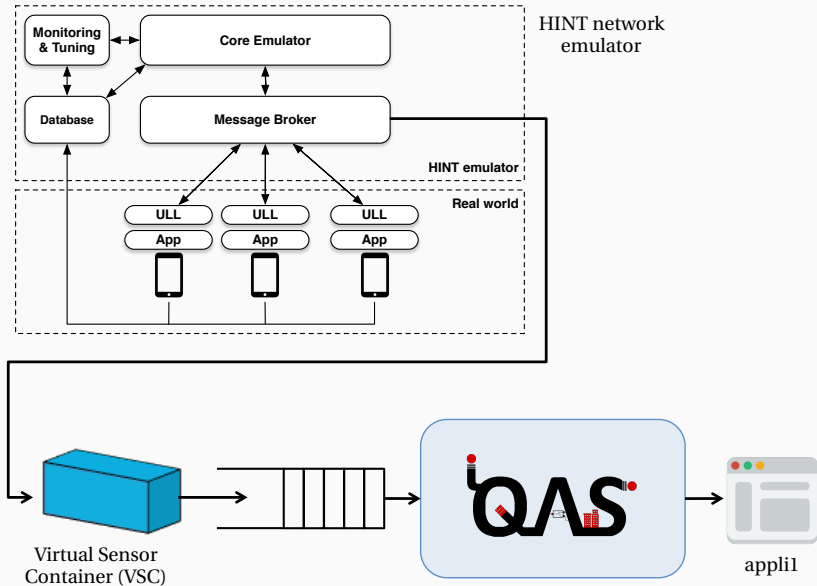 HINT network
emulator
Monitoring
& Tuning
Core Emulator
Database
Message Broker
HINT emulator
Real world
ULL
ULL
ULL
App
App
App
iQAS
Virtual Sensor
Container (VSC)
appli1